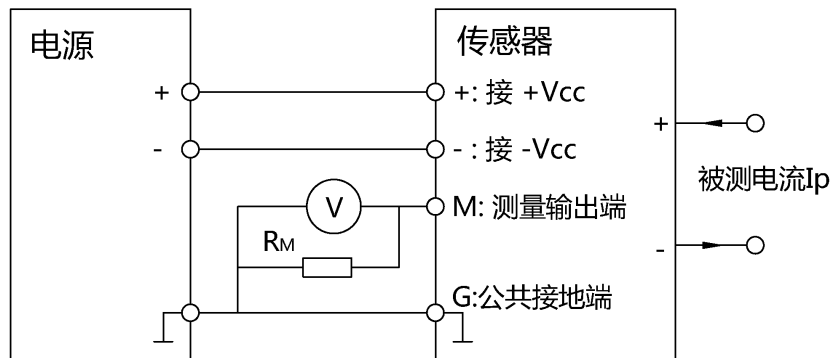 电源
传感器
+
+: 接 +Vcc
+
-
- : 接 -Vcc
被测电流Ip
V
M: 测量输出端
RM
-
G:公共接地端